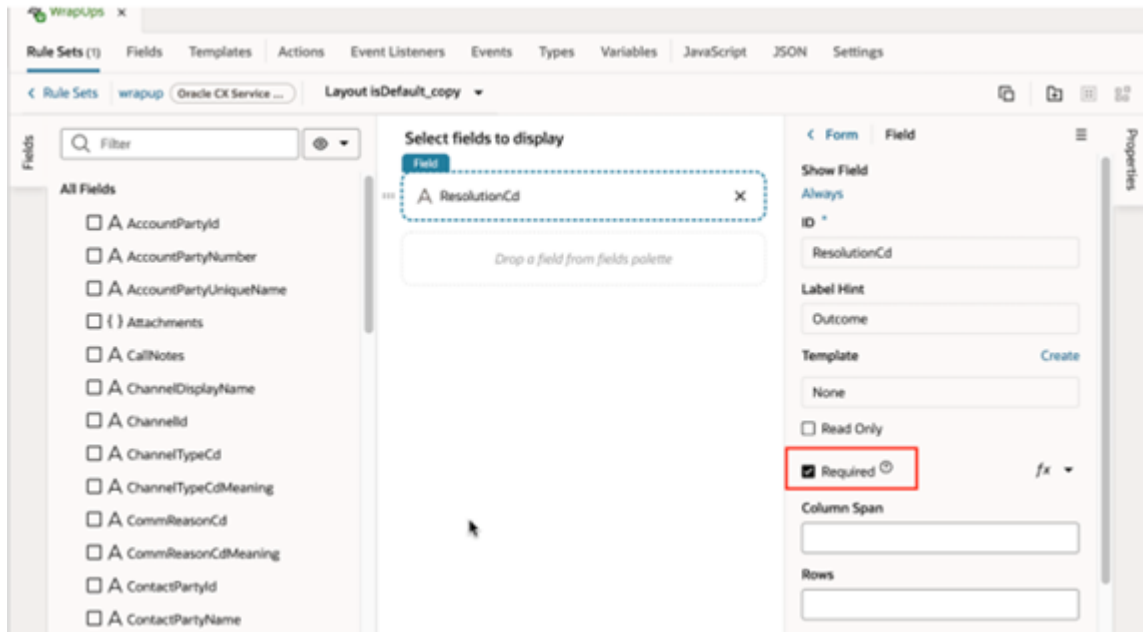 WrapUps ×
Rule Sets (1) Fields Templates Actions Event Listeners Events Types Variables JavaScript JSON Settings
< Rule Sets wrapup Oracle CX Service ... Layout isDefault_copy
Fields
Filter
All Fields
A AccountPartyId
A AccountPartyNumber
A AccountPartyUniqueName
{ } Attachments
A CallNotes
A ChannelDisplayName
A ChannelId
A ChannelTypeCd
A ChannelTypeCdMeaning
A CommReasonCd
A CommReasonCdMeaning
A ContactPartyId
A ContactPartyName
Select fields to display
Field
A ResolutionCd ×
Drop a field from fields palette
< Form Field
Show Field
Always
ID *
ResolutionCd
Label Hint
Outcome
Template Create
None
Read Only
Required fx
Column Span
Rows
Properties